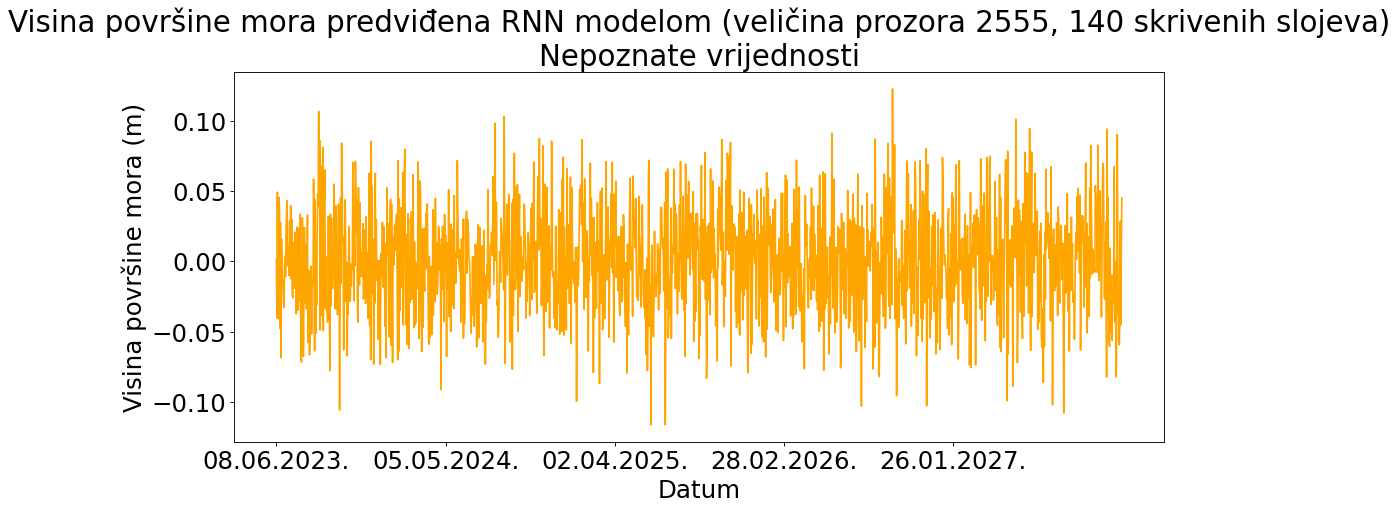 Visina površine mora predviđena RNN modelom (veličina prozora 2555, 140 skrivenih slojeva)
Nepoznate vrijednosti
Visina površine mora (m)
0.10
0.05
0.00
−0.05
−0.10
08.06.2023. 05.05.2024. 02.04.2025. 28.02.2026. 26.01.2027.
Datum